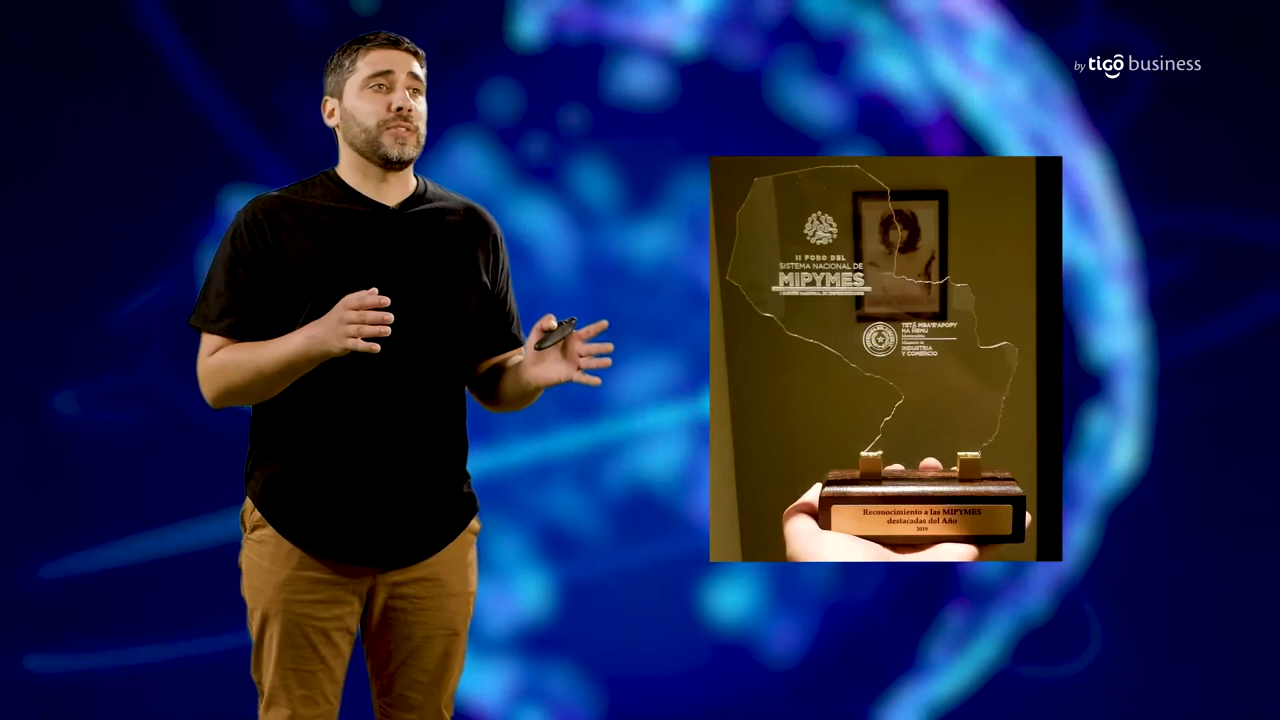 by tigo business
II FORO DEL
SISTEMA NACIONAL DE
MIPYMES
TETÃ MBA'APOPY
HA ÑEMU
INDUSTRIA
Y COMERCIO
Reconocimiento a las MIPYMES
destacadas del Año
2019